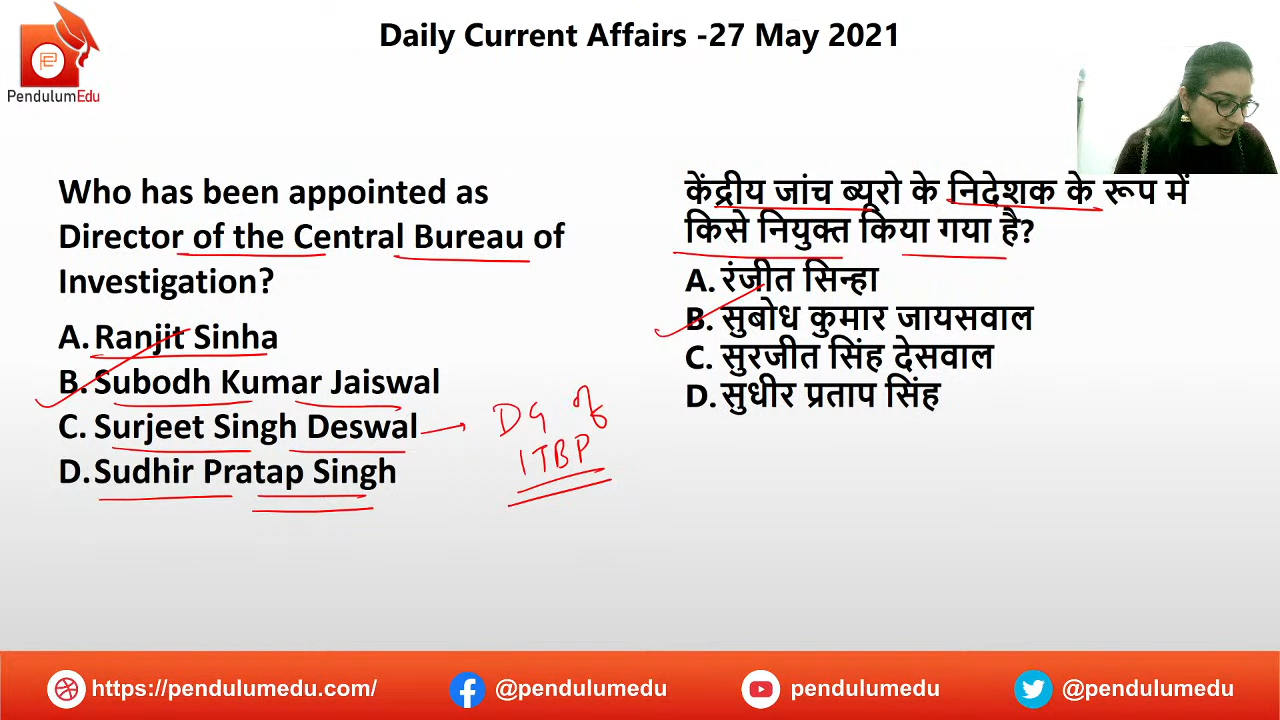 Daily Current Affairs -27 May 2021
PendulumEdu
Who has been appointed as
Director of the Central Bureau of
Investigation?
A. Ranjit Sinha
B. Subodh Kumar Jaiswal
C. Surjeet Singh Deswal
D. Sudhir Pratap Singh
DG of
ITBP
केंद्रीय जांच ब्यूरो के निदेशक के रूप में
किसे नियुक्त किया गया है?
A. रंजीत सिन्हा
B. सुबोध कुमार जायसवाल
C. सुरजीत सिंह देसवाल
D. सुधीर प्रताप सिंह
https://pendulumedu.com/ @pendulumedu pendulumedu @pendulumedu